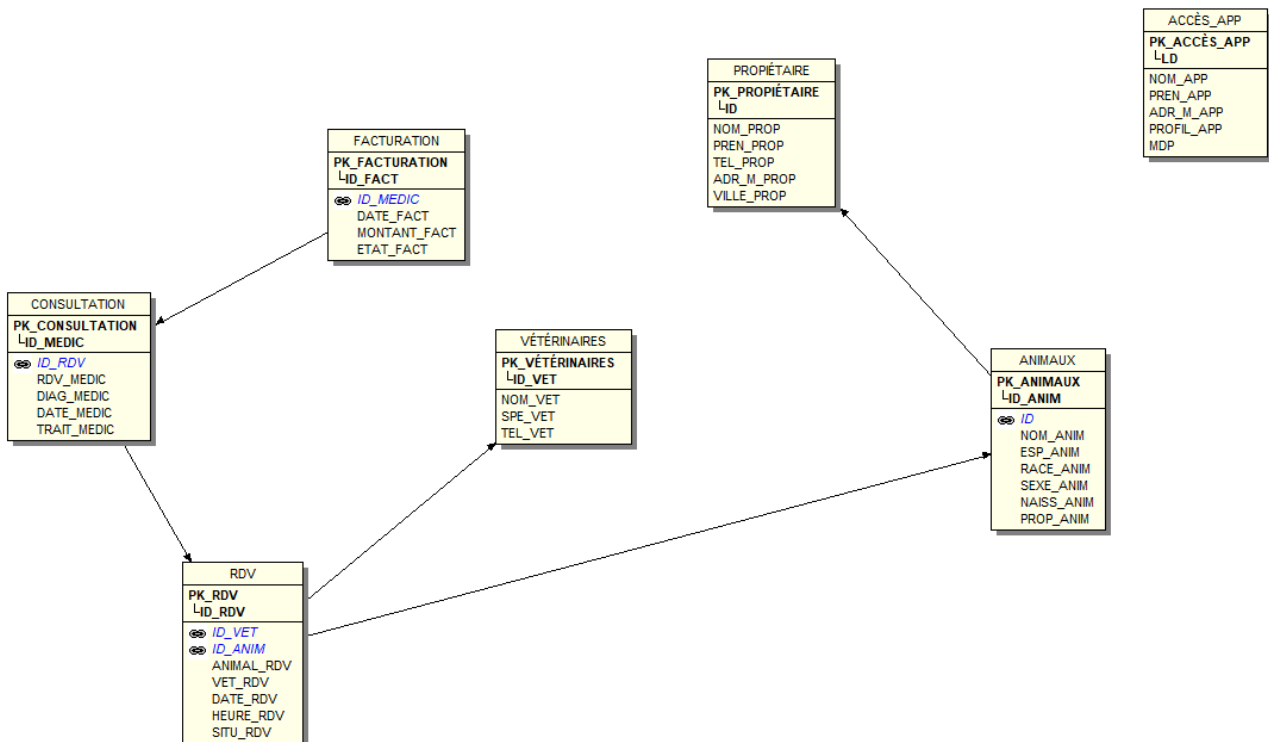 ACCÈS_APP
PK_ACCÈS_APP
LD
NOM_APP
PREN_APP
ADR_M_APP
PROFIL_APP
MDP
PROPIÉTAIRE
PK_PROPIÉTAIRE
ID
NOM_PROP
PREN_PROP
TEL_PROP
ADR_M_PROP
VILLE_PROP
FACTURATION
PK_FACTURATION
ID_FACT
ID_MEDIC
DATE_FACT
MONTANT_FACT
ETAT_FACT
CONSULTATION
PK_CONSULTATION
ID_MEDIC
ID_RDV
RDV_MEDIC
DIAG_MEDIC
DATE_MEDIC
TRAIT_MEDIC
VÉTÉRINAIRES
PK_VÉTÉRINAIRES
ID_VET
NOM_VET
SPE_VET
TEL_VET
ANIMAUX
PK_ANIMAUX
ID_ANIM
ID
NOM_ANIM
ESP_ANIM
RACE_ANIM
SEXE_ANIM
NAISS_ANIM
PROP_ANIM
RDV
PK_RDV
ID_RDV
ID_VET
ID_ANIM
ANIMAL_RDV
VET_RDV
DATE_RDV
HEURE_RDV
SITU_RDV